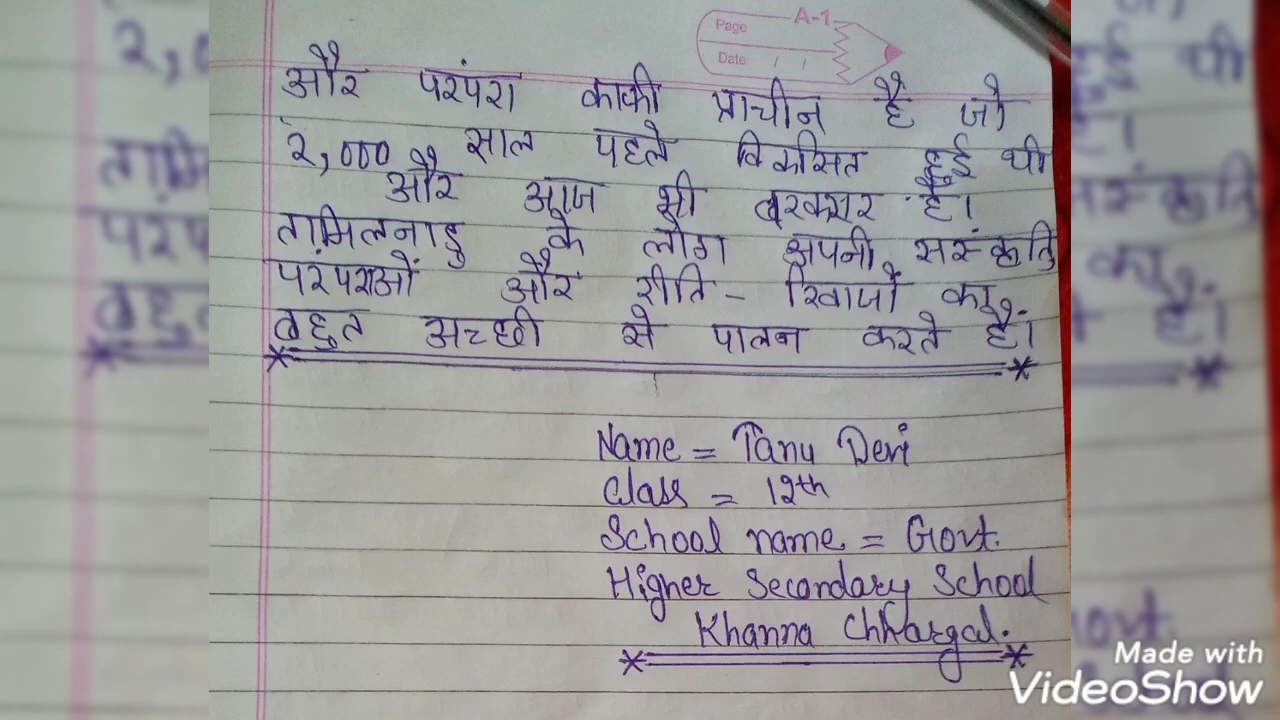 A-1
Page
Date / /
और परंपरा काफी प्राचीन है जो
2,000 साल पहले विकसित हुई थी
और आज भी बरकरार है।
तामिलनाडु के लोग अपनी संस्कृति
परंपराओं और रीति - रिवाजों का
बहुत अच्छी से पालन करते है।
Name = Tanu Devi
Class = 12th
School name = Govt.
Higher Secondary School
Khanna Chhargal.
Made with
VideoShow